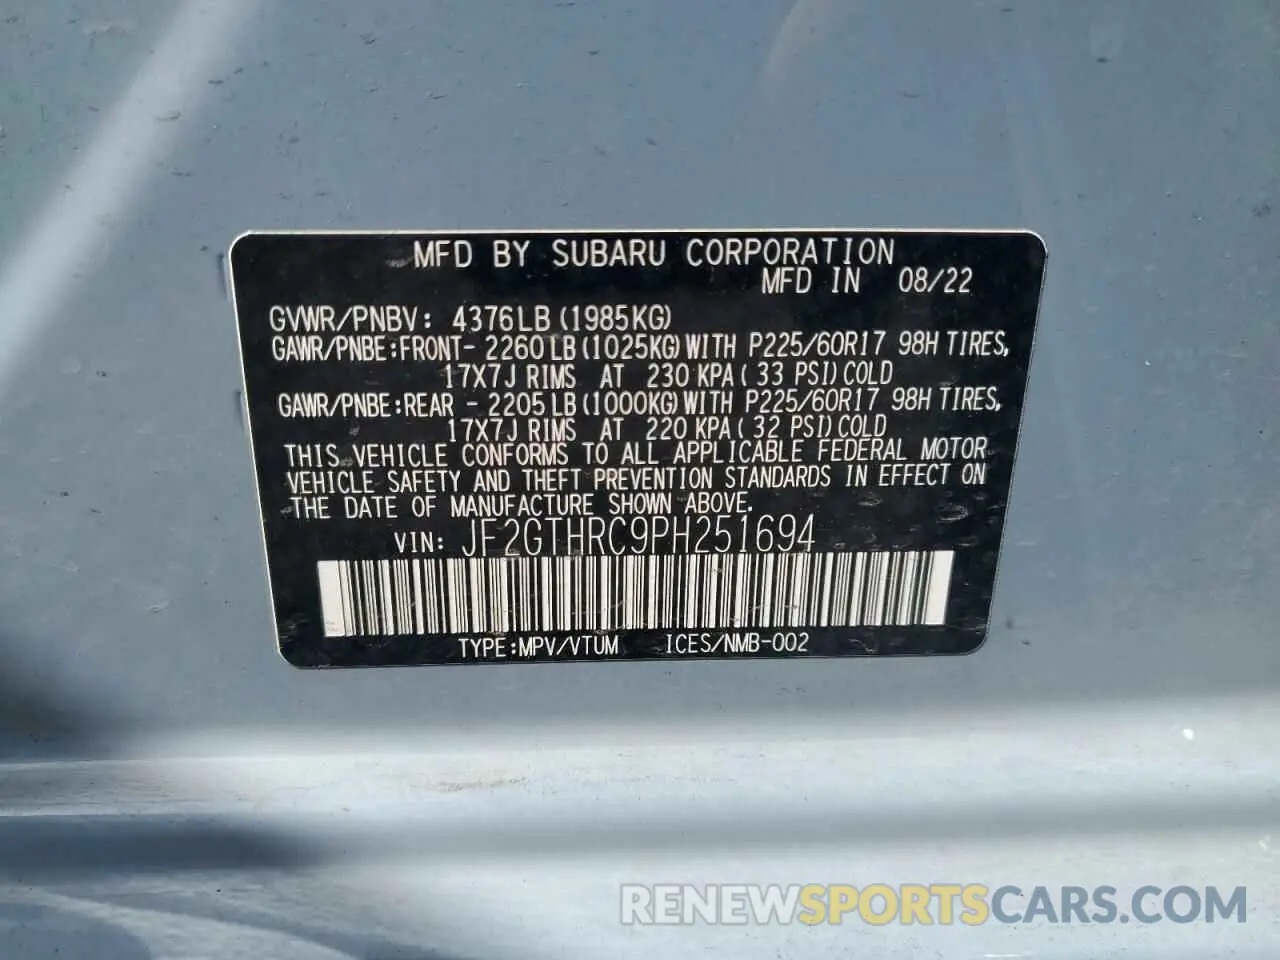 MFD BY SUBARU CORPORATION
MFD IN 08/22
GVWR/PNBV: 4376LB (1985KG)
GAWR/PNBE:FRONT- 2260LB (1025KG) WITH P225/60R17 98H TIRES,
17X7J RIMS AT 230 KPA ( 33 PSI) COLD
GAWR/PNBE:REAR - 2205LB (1000KG) WITH P225/60R17 98H TIRES,
17X7J RIMS AT 220 KPA ( 32 PSI) COLD
THIS VEHICLE CONFORMS TO ALL APPLICABLE FEDERAL MOTOR
VEHICLE SAFETY AND THEFT PREVENTION STANDARDS IN EFFECT ON
THE DATE OF MANUFACTURE SHOWN ABOVE.
VIN: JF2GTHRC9PH251694
TYPE:MPV/VTUM ICES/NMB-002
RENEWSPORTSCARS.COM